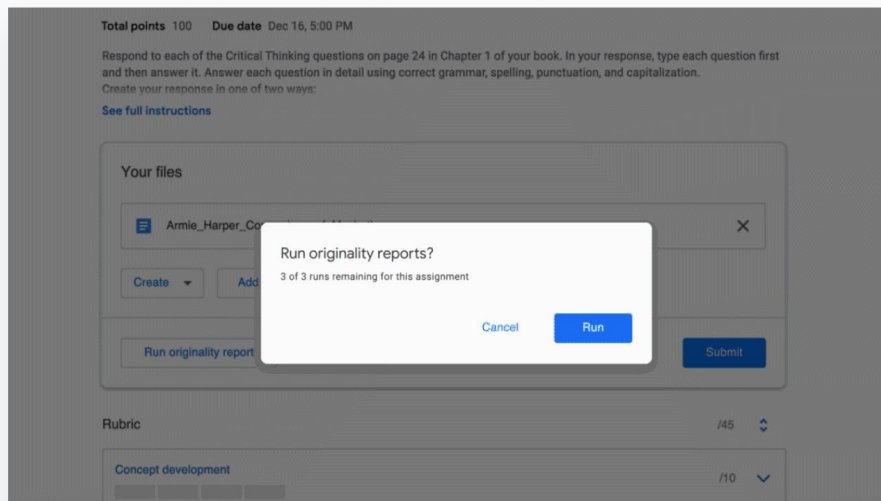 Total points 100 Due date Dec 16, 5:00 PM
Respond to each of the Critical Thinking questions on page 24 in Chapter 1 of your book. In your response, type each question first
and then answer it. Answer each question in detail using correct grammar, spelling, punctuation, and capitalization.
Create your response in one of two ways:
See full instructions
Your files
Armie_Harper_Co
Create Add
Run originality reports?
3 of 3 runs remaining for this assignment
Cancel Run
Run originality report Submit
Rubric /45
Concept development /10